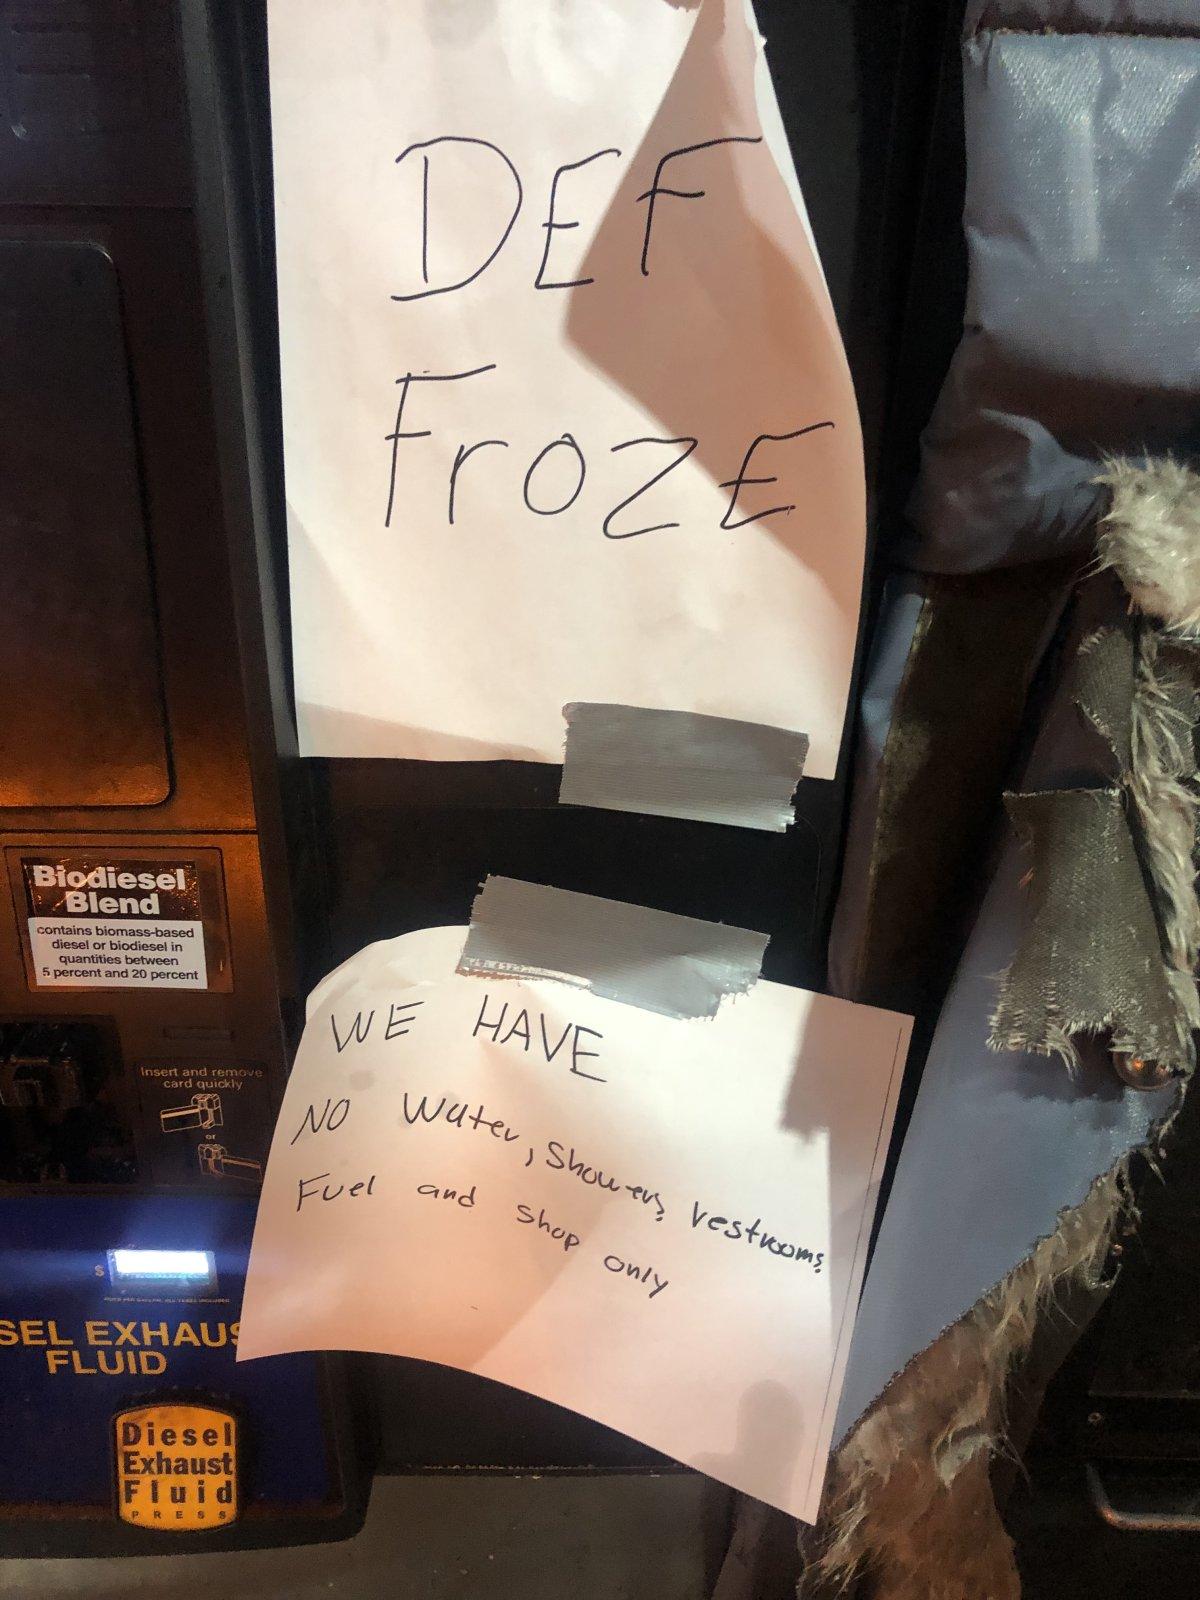 DEF
FrOZE
Biodiesel
Blend
contains biomass-based
diesel or biodiesel in
quantities between
5 percent and 20 percent
WE HAVE
NO Water, Showers, restrooms.
Fuel and Shop only
Insert and remove
card quickly
or
$
SEL EXHAUS
FLUID
Diesel
Exhaust
Fluid
PRESS